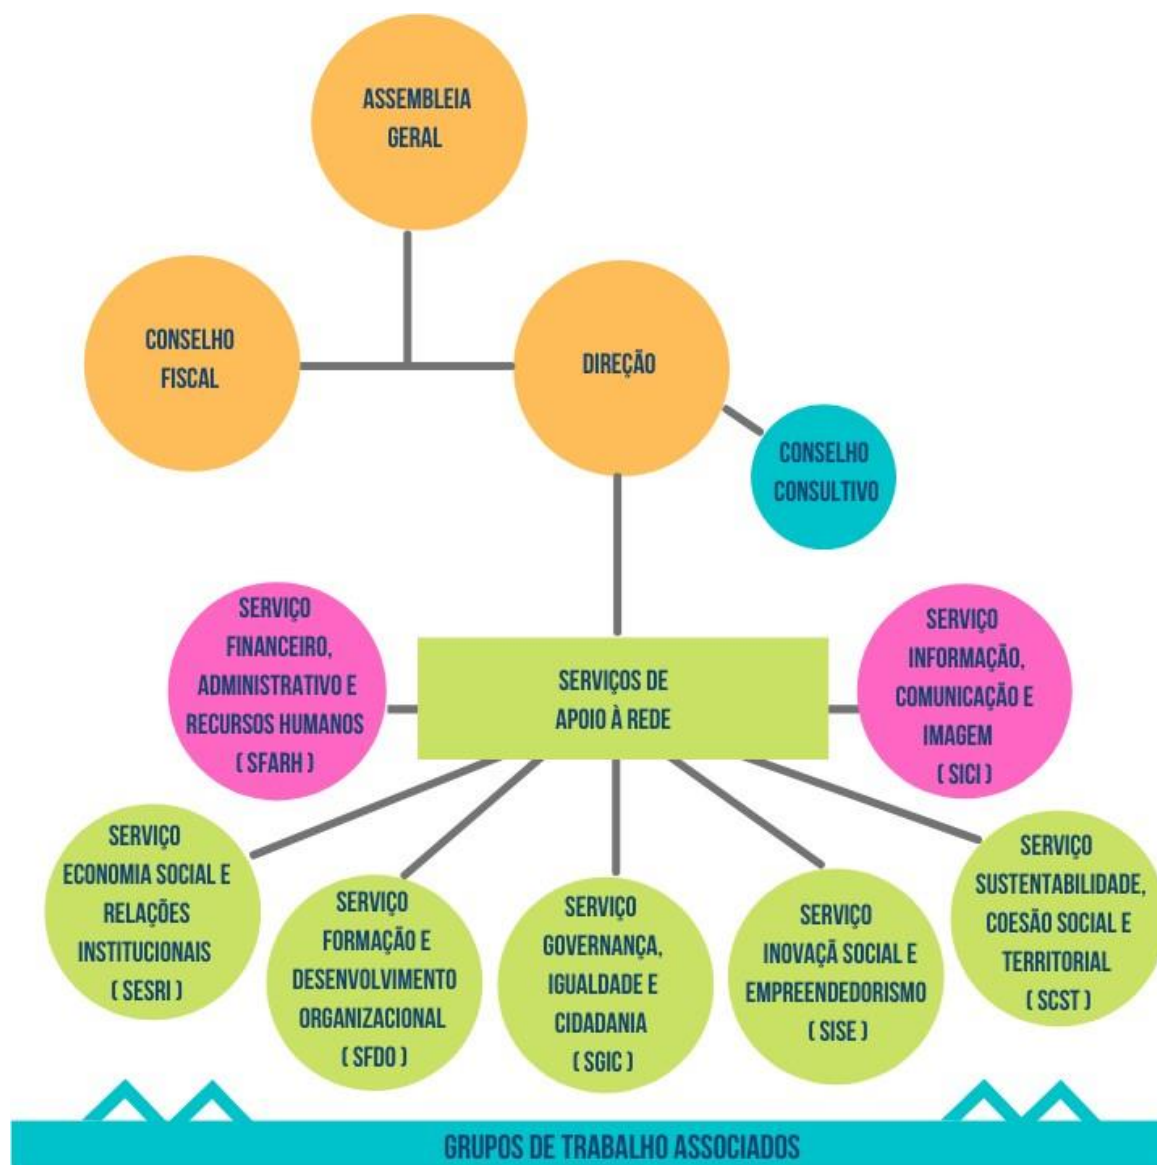 ASSEMBLEIA
GERAL
CONSELHO
FISCAL
DIREÇÃO
CONSELHO
CONSULTIVO
SERVIÇO
FINANCEIRO,
ADMINISTRATIVO E
RECURSOS HUMANOS
( SFARH )
SERVIÇOS DE
APOIO À REDE
SERVIÇO
INFORMAÇÃO,
COMUNICAÇÃO E
IMAGEM
( SICI )
SERVIÇO
ECONOMIA SOCIAL E
RELAÇÕES
INSTITUCIONAIS
( SESRI )
SERVIÇO
FORMAÇÃO E
DESENVOLVIMENTO
ORGANIZACIONAL
( SFDO )
SERVIÇO
GOVERNANÇA,
IGUALDADE E
CIDADANIA
( SGIC )
SERVIÇO
INOVAÇÃ SOCIAL E
EMPREENDEDORISMO
( SISE )
SERVIÇO
SUSTENTABILIDADE,
COESÃO SOCIAL E
TERRITORIAL
( SCST )
GRUPOS DE TRABALHO ASSOCIADOS